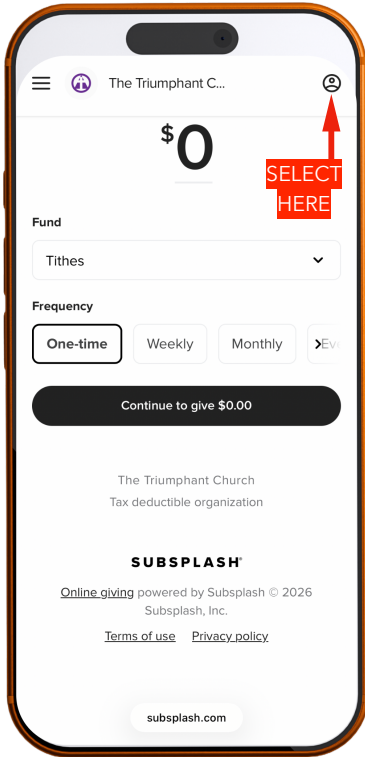 The Triumphant C...
$0
SELECT
HERE
Fund
Tithes
Frequency
One-time Weekly Monthly Ev
Continue to give $0.00
The Triumphant Church
Tax deductible organization
SUBSPLASH®
Online giving powered by Subsplash © 2026
Subsplash, Inc.
Terms of use Privacy policy
subsplash.com